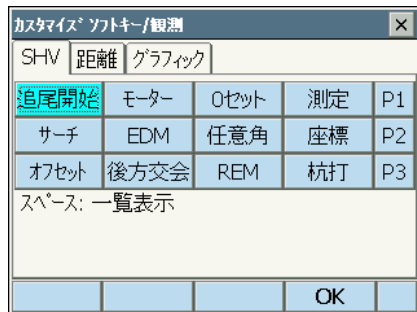 カスタマイズ ソフトキー/観測
SHV 距離 グラフィック
追尾開始 モーター 0セット 測定 P1
サーチ EDM 任意角 座標 P2
オフセット 後方交会 REM 杭打 P3
スペース: 一覧表示
OK